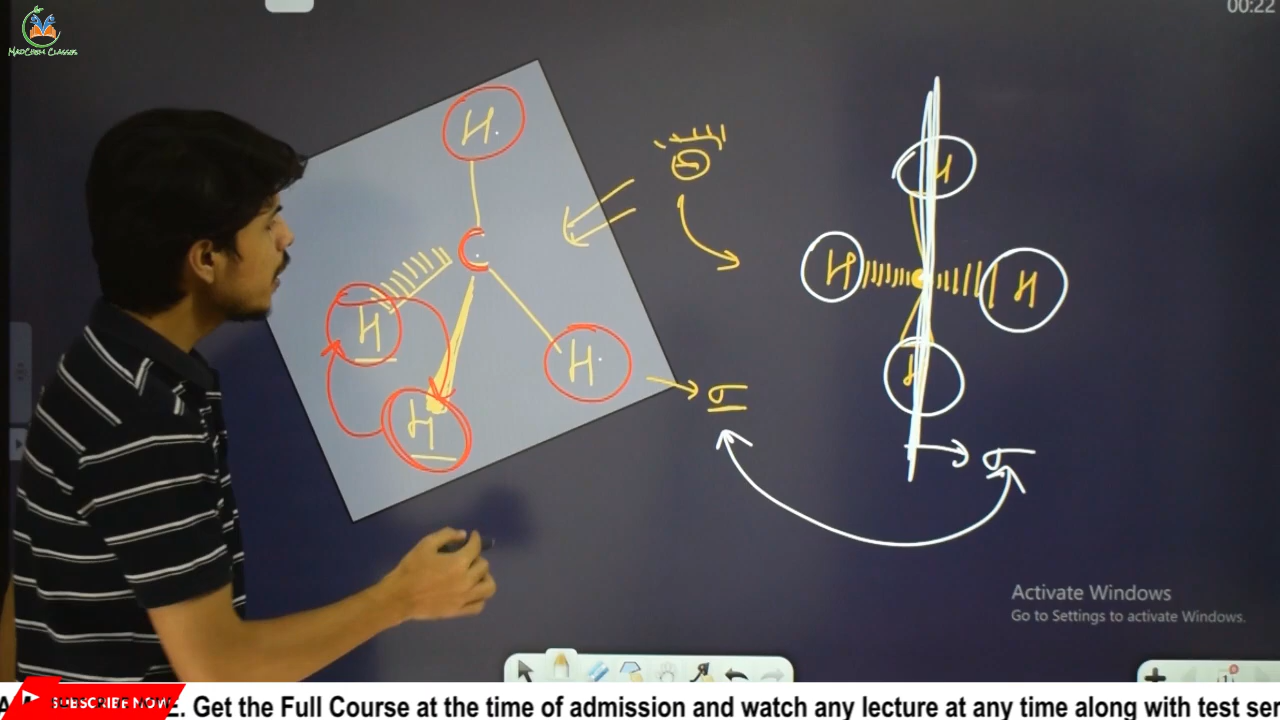 MADCHEM CLASSES
00:22
H
C
H
H
H
σ
H
H
H
H
σ
Activate Windows
Go to Settings to activate Windows.
SUBSCRIBE NOW
E. Get the Full Course at the time of admission and watch any lecture at any time along with test ser